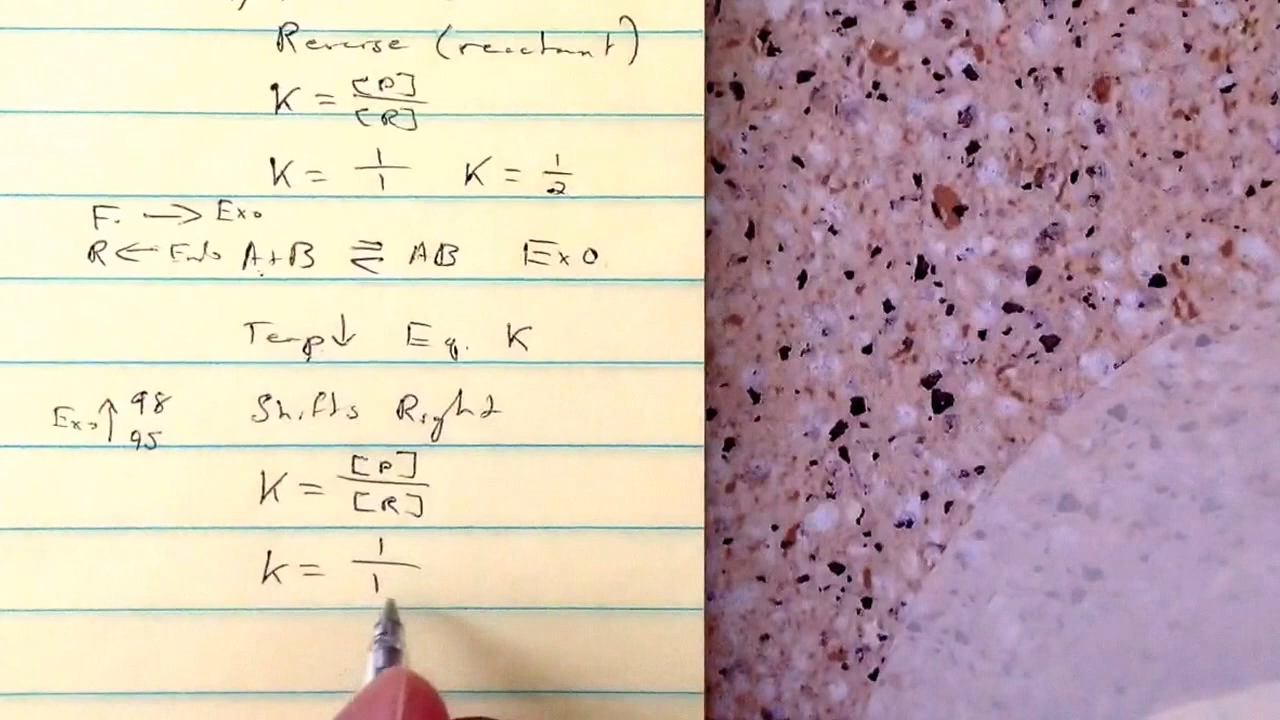 Reverse (reactant)
K = [P] / [R]
K = 1 / 1 K = 1 / 2
F. → Exo
R ← Endo A+B ⇌ AB Exo
Temp↓ Eq. K
Exo ↑ 98 95 Shifts Right
K = [P] / [R]
K = 1 / 1